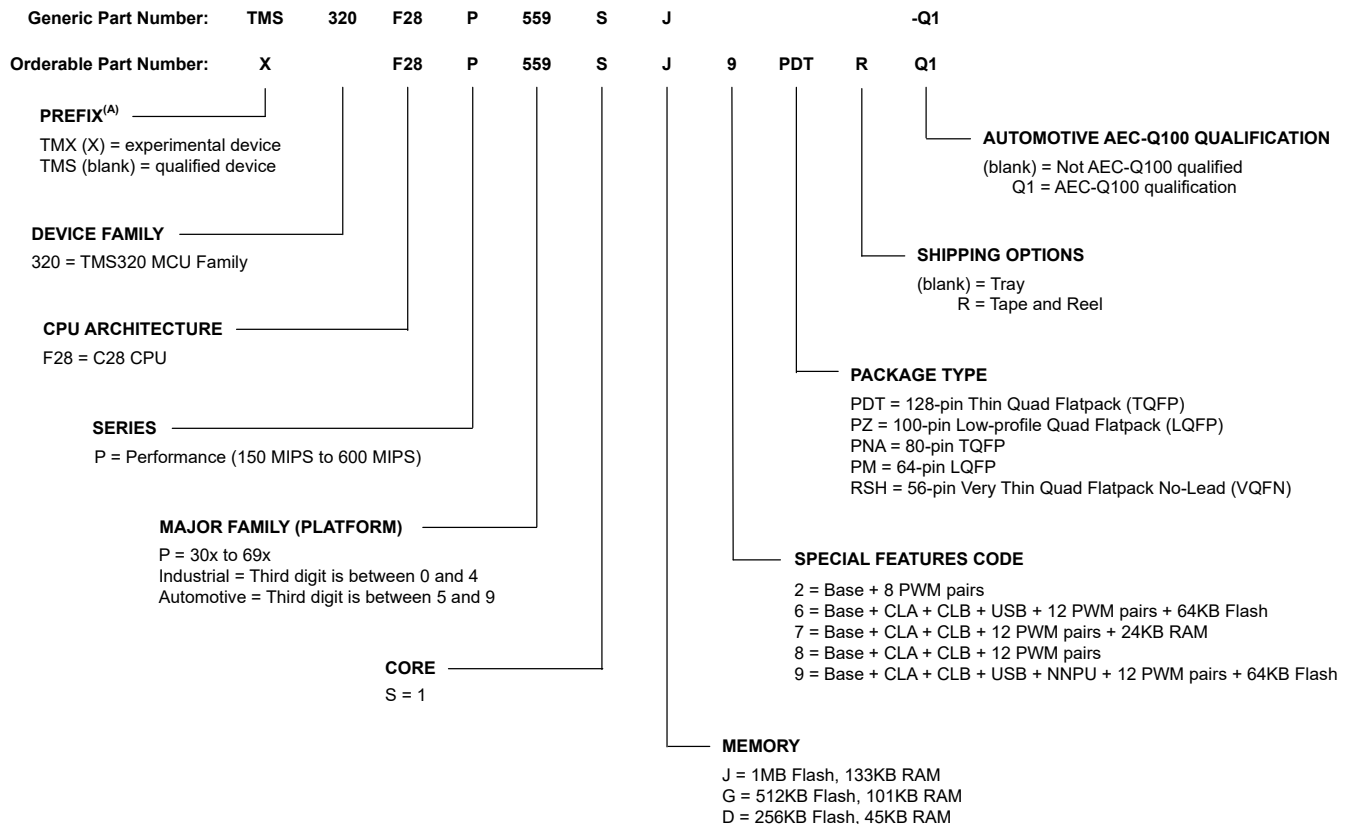 Generic Part Number: TMS 320 F28 P 559 S J -Q1
Orderable Part Number: X F28 P 559 S J 9 PDT R Q1
PREFIX(A)
TMX (X) = experimental device
TMS (blank) = qualified device
AUTOMOTIVE AEC-Q100 QUALIFICATION
(blank) = Not AEC-Q100 qualified
Q1 = AEC-Q100 qualification
DEVICE FAMILY
320 = TMS320 MCU Family
SHIPPING OPTIONS
(blank) = Tray
R = Tape and Reel
CPU ARCHITECTURE
F28 = C28 CPU
PACKAGE TYPE
PDT = 128-pin Thin Quad Flatpack (TQFP)
PZ = 100-pin Low-profile Quad Flatpack (LQFP)
PNA = 80-pin TQFP
PM = 64-pin LQFP
RSH = 56-pin Very Thin Quad Flatpack No-Lead (VQFN)
SERIES
P = Performance (150 MIPS to 600 MIPS)
MAJOR FAMILY (PLATFORM)
P = 30x to 69x
Industrial = Third digit is between 0 and 4
Automotive = Third digit is between 5 and 9
SPECIAL FEATURES CODE
2 = Base + 8 PWM pairs
6 = Base + CLA + CLB + USB + 12 PWM pairs + 64KB Flash
7 = Base + CLA + CLB + 12 PWM pairs + 24KB RAM
8 = Base + CLA + CLB + 12 PWM pairs
9 = Base + CLA + CLB + USB + NNPU + 12 PWM pairs + 64KB Flash
CORE
S = 1
MEMORY
J = 1MB Flash, 133KB RAM
G = 512KB Flash, 101KB RAM
D = 256KB Flash, 45KB RAM